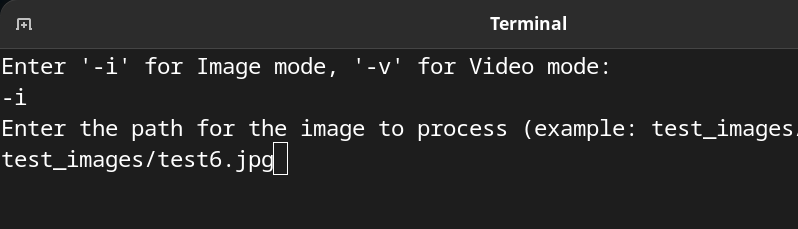 Terminal
Enter '-i' for Image mode, '-v' for Video mode:
-i
Enter the path for the image to process (example: test_images/
test_images/test6.jpg